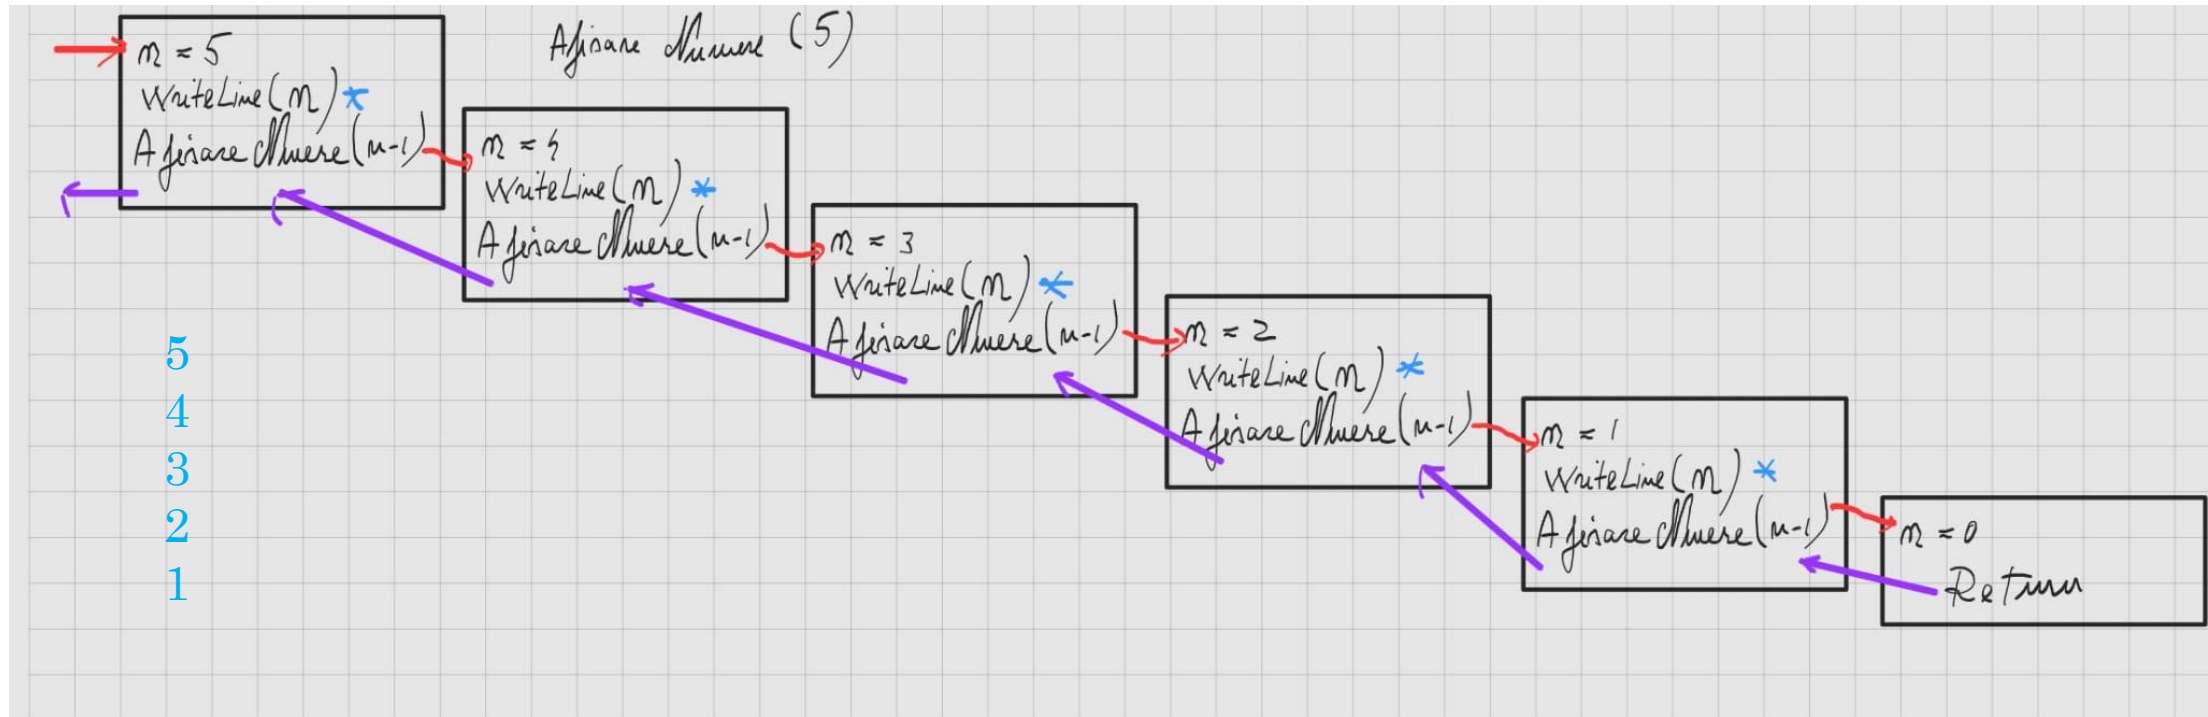 Afisare Numere (5)
n = 5
WriteLine(n) *
Afisare Numere(n-1)
n = 4
WriteLine(n) *
Afisare Numere(n-1)
n = 3
WriteLine(n) *
Afisare Numere(n-1)
n = 2
WriteLine(n) *
Afisare Numere(n-1)
n = 1
WriteLine(n) *
Afisare Numere(n-1)
n = 0
Return
5
4
3
2
1